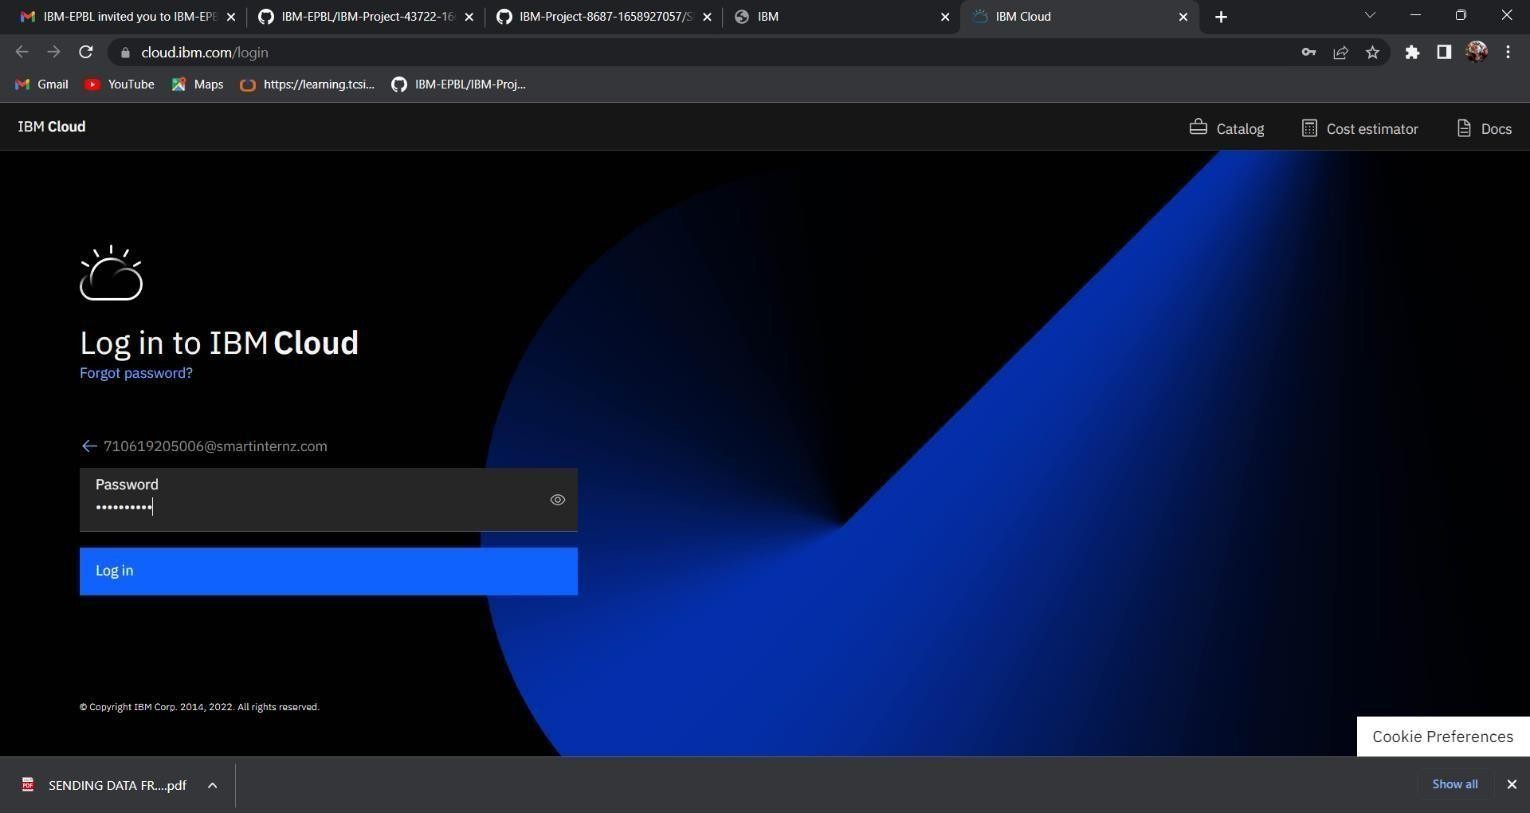 IBM-EPBL invited you to IBM-EPB
IBM-EPBL/IBM-Project-43722-16
IBM-Project-8687-1658927057/S
IBM
IBM Cloud
cloud.ibm.com/login
Gmail
YouTube
Maps
https://learning.tcsi...
IBM-EPBL/IBM-Proj...
IBM Cloud
Catalog
Cost estimator
Docs
Log in to IBM Cloud
Forgot password?
710619205006@smartinternz.com
Password
••••••••••
Log in
© Copyright IBM Corp. 2014, 2022. All rights reserved.
Cookie Preferences
PDF
SENDING DATA FR....pdf
Show all